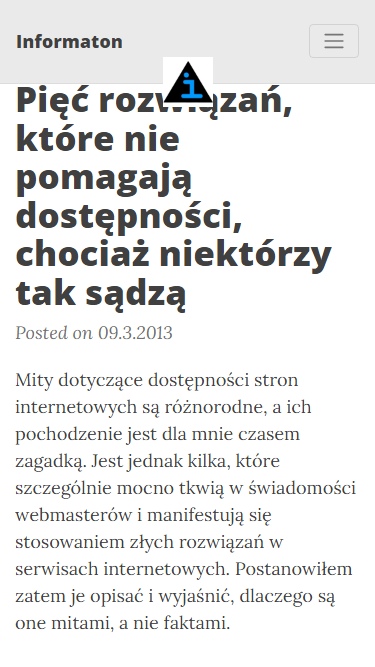 Informaton
i
Pięć rozwiązań,
które nie
pomagają
dostępności,
chociaż niektórzy
tak sądzą
Posted on 09.3.2013
Mity dotyczące dostępności stron
internetowych są różnorodne, a ich
pochodzenie jest dla mnie czasem
zagadką. Jest jednak kilka, które
szczególnie mocno tkwią w świadomości
webmasterów i manifestują się
stosowaniem złych rozwiązań w
serwisach internetowych. Postanowiłem
zatem je opisać i wyjaśnić, dlaczego są
one mitami, a nie faktami.